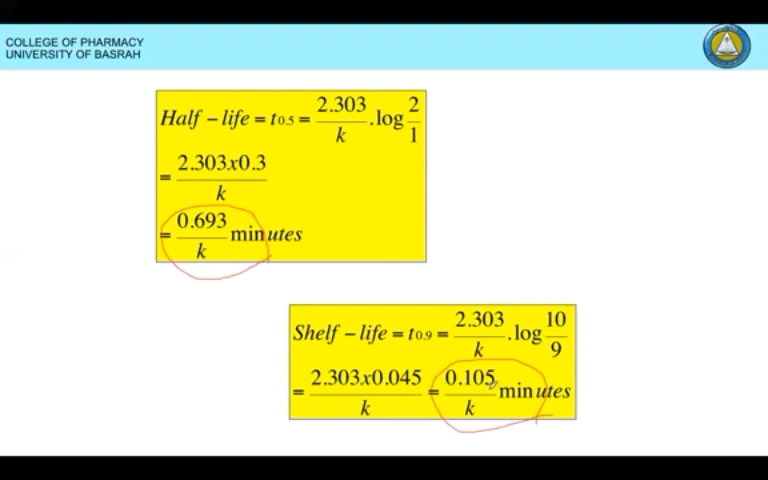 COLLEGE OF PHARMACY
UNIVERSITY OF BASRAH
Half – life = t0.5 = 2.303/k .log 2/1
= 2.303x0.3/k
= 0.693/k minutes
Shelf – life = t0.9 = 2.303/k .log 10/9
= 2.303x0.045/k = 0.105/k minutes